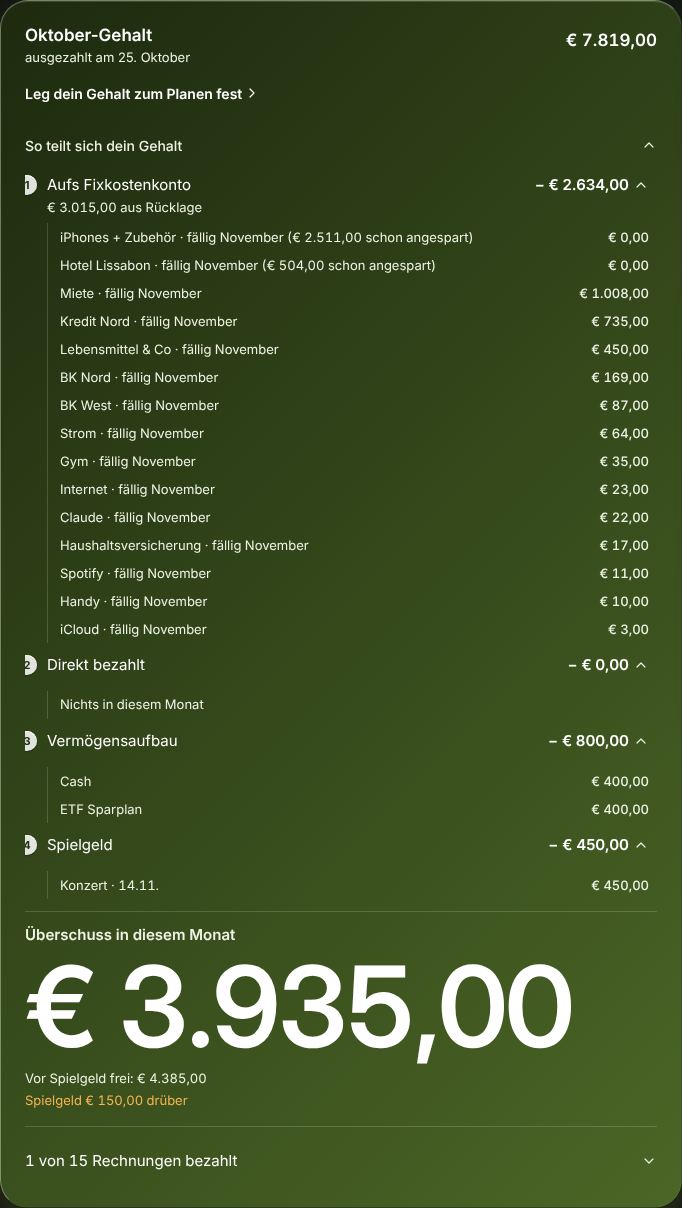 Oktober-Gehalt
€ 7.819,00
ausgezahlt am 25. Oktober
Leg dein Gehalt zum Planen fest
So teilt sich dein Gehalt
1 Aufs Fixkostenkonto – € 2.634,00
€ 3.015,00 aus Rücklage
iPhones + Zubehör · fällig November (€ 2.511,00 schon angespart) € 0,00
Hotel Lissabon · fällig November (€ 504,00 schon angespart) € 0,00
Miete · fällig November € 1.008,00
Kredit Nord · fällig November € 735,00
Lebensmittel & Co · fällig November € 450,00
BK Nord · fällig November € 169,00
BK West · fällig November € 87,00
Strom · fällig November € 64,00
Gym · fällig November € 35,00
Internet · fällig November € 23,00
Claude · fällig November € 22,00
Haushaltsversicherung · fällig November € 17,00
Spotify · fällig November € 11,00
Handy · fällig November € 10,00
iCloud · fällig November € 3,00
2 Direkt bezahlt – € 0,00
Nichts in diesem Monat
3 Vermögensaufbau – € 800,00
Cash € 400,00
ETF Sparplan € 400,00
4 Spielgeld – € 450,00
Konzert · 14.11. € 450,00
Überschuss in diesem Monat
€ 3.935,00
Vor Spielgeld frei: € 4.385,00
Spielgeld € 150,00 drüber
1 von 15 Rechnungen bezahlt